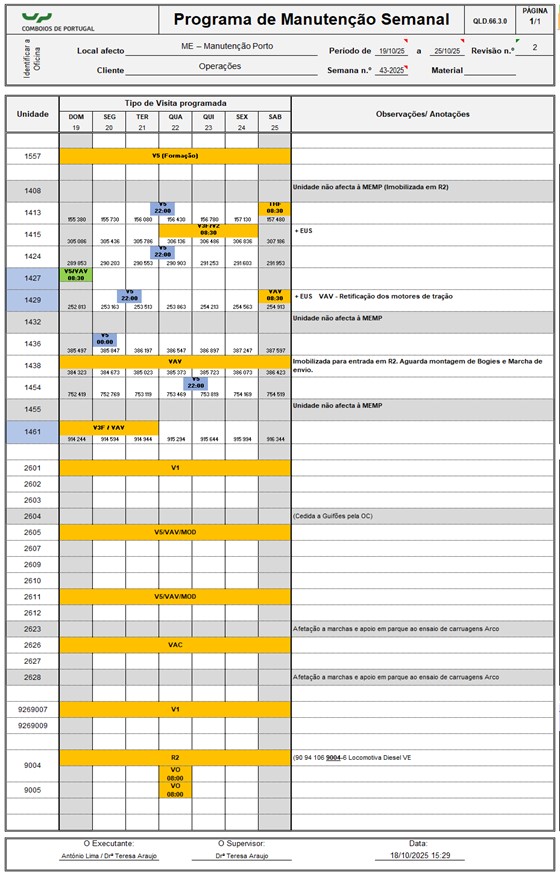 COMBOIOS DE PORTUGAL
Programa de Manutenção Semanal
QLD.66.3.0
PÁGINA
1/1
Identificar a
Oficina
Local afecto
ME – Manutenção Porto
Período de 19/10/25 a 25/10/25 Revisão n.º 2
Cliente
Operações
Semana n.º 43-2025
Material
Unidade
Tipo de Visita programada
Observações/ Anotações
DOM SEG TER QUA QUI SEX SAB
19 20 21 22 23 24 25
1557 V5 (Formação)
1408 Unidade não afecta à MEMP (Imobilizada em R2)
1413 V5 22:00 08:30
155 380 155 730 156 080 156 430 156 780 157 130 157 480
1415 V3F/V2 08:30 + EUS
305 086 305 436 305 786 306 136 306 486 306 836 307 186
1424 V5 22:00
289 853 290 203 290 553 290 903 291 253 291 603 291 953
1427 V5/VAV 08:30
1429 V5 22:00 VAV 08:30 + EUS VAV - Retificação dos motores de tração
252 813 253 163 253 513 253 863 254 213 254 563 254 913
1432 Unidade não afecta à MEMP
1436 V5 00:00
385 497 385 847 386 197 386 547 386 897 387 247 387 597
1438 VAV Imobilizada para entrada em R2. Aguarda montagem de Bogies e Marcha de
envio.
384 323 384 673 385 023 385 373 385 723 386 073 386 423
1454 V5 22:00
752 419 752 769 753 119 753 469 753 819 754 169 754 519
1455 Unidade não afecta à MEMP
1461 V3F / VAV
914 244 914 594 914 944 915 294 915 644 915 994 916 344
2601 V1
2602
2603
2604 (Cedida a Guifões pela OC)
2605 V5/VAV/MOD
2607
2609
2610
2611 V5/VAV/MOD
2612
2623 Afetação a marchas e apoio em parque ao ensaio de carruagens Arco
2626 VAC
2627
2628 Afetação a marchas e apoio em parque ao ensaio de carruagens Arco
9269007 V1
9269009
9004 R2 (90 94 106 9004-6 Locomotiva Diesel VE
VO
08:00
9005 VO
08:00
O Executante: O Supervisor: Data:
António Lima / Drª Teresa Araujo Drª Teresa Araujo 18/10/2025 15:29